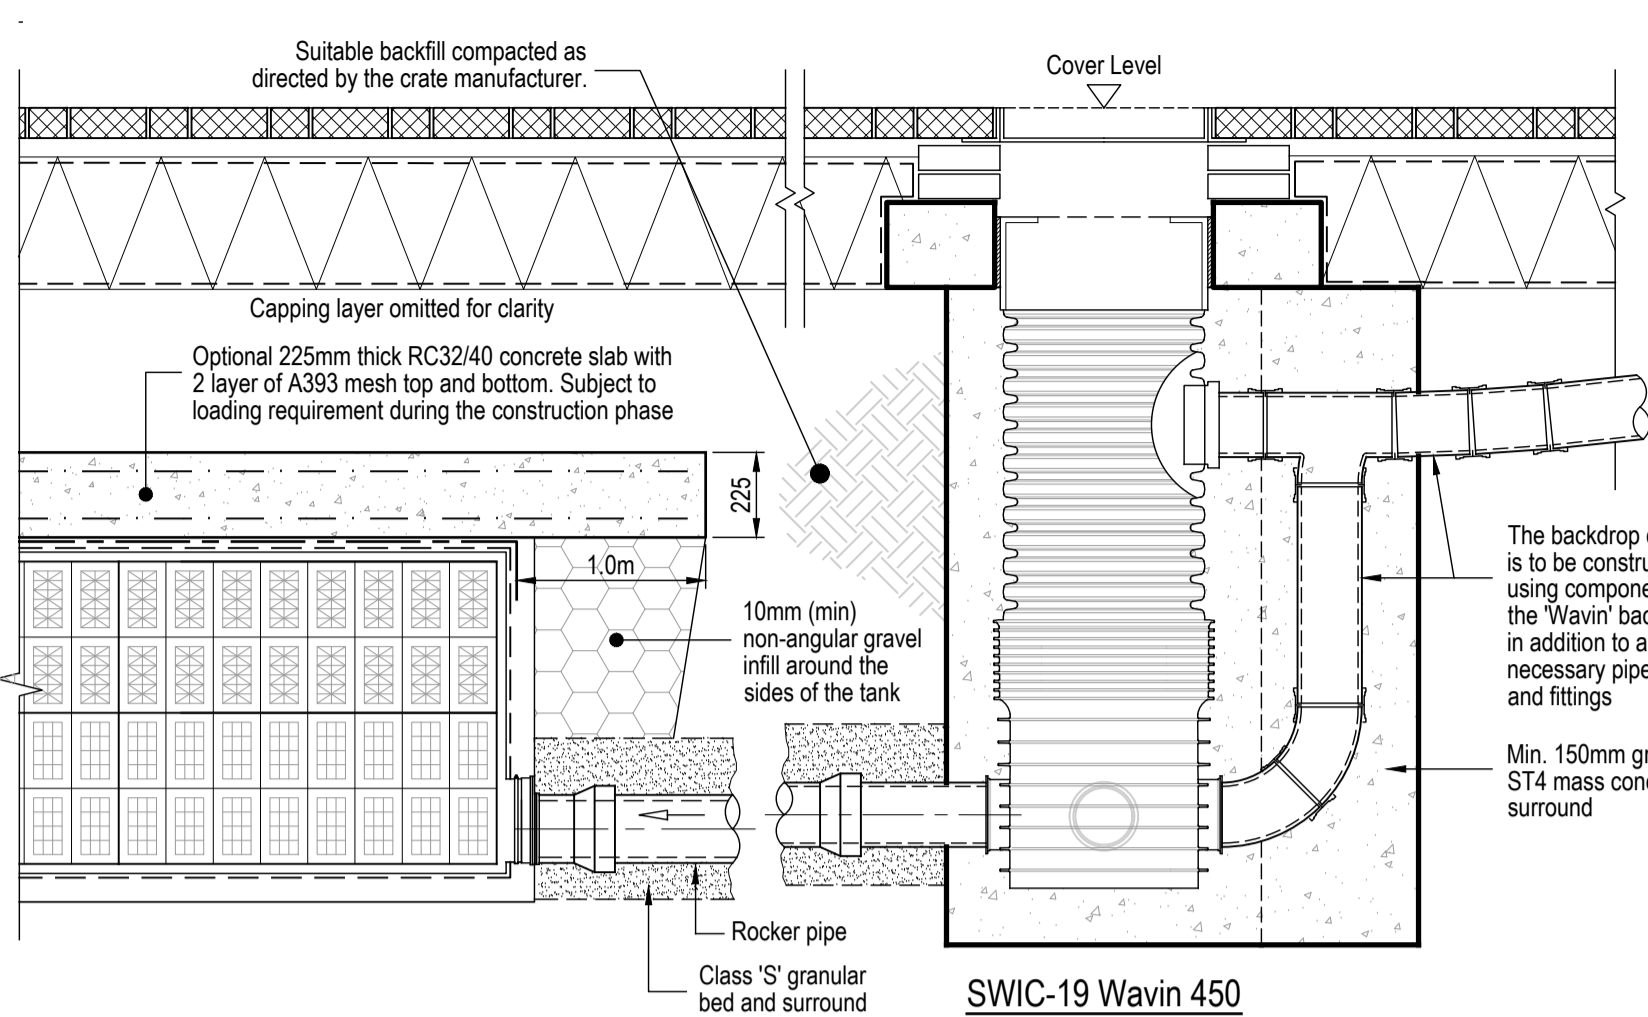 Suitable backfill compacted as
directed by the crate manufacturer.
Cover Level
Capping layer omitted for clarity
Optional 225mm thick RC32/40 concrete slab with
2 layer of A393 mesh top and bottom. Subject to
loading requirement during the construction phase
225
1.0m
10mm (min)
non-angular gravel
infill around the
sides of the tank
The backdrop
is to be constru
using compone
the 'Wavin' bac
in addition to a
necessary pipe
and fittings
Min. 150mm gr
ST4 mass conc
surround
Rocker pipe
Class 'S' granular
bed and surround
SWIC-19 Wavin 450